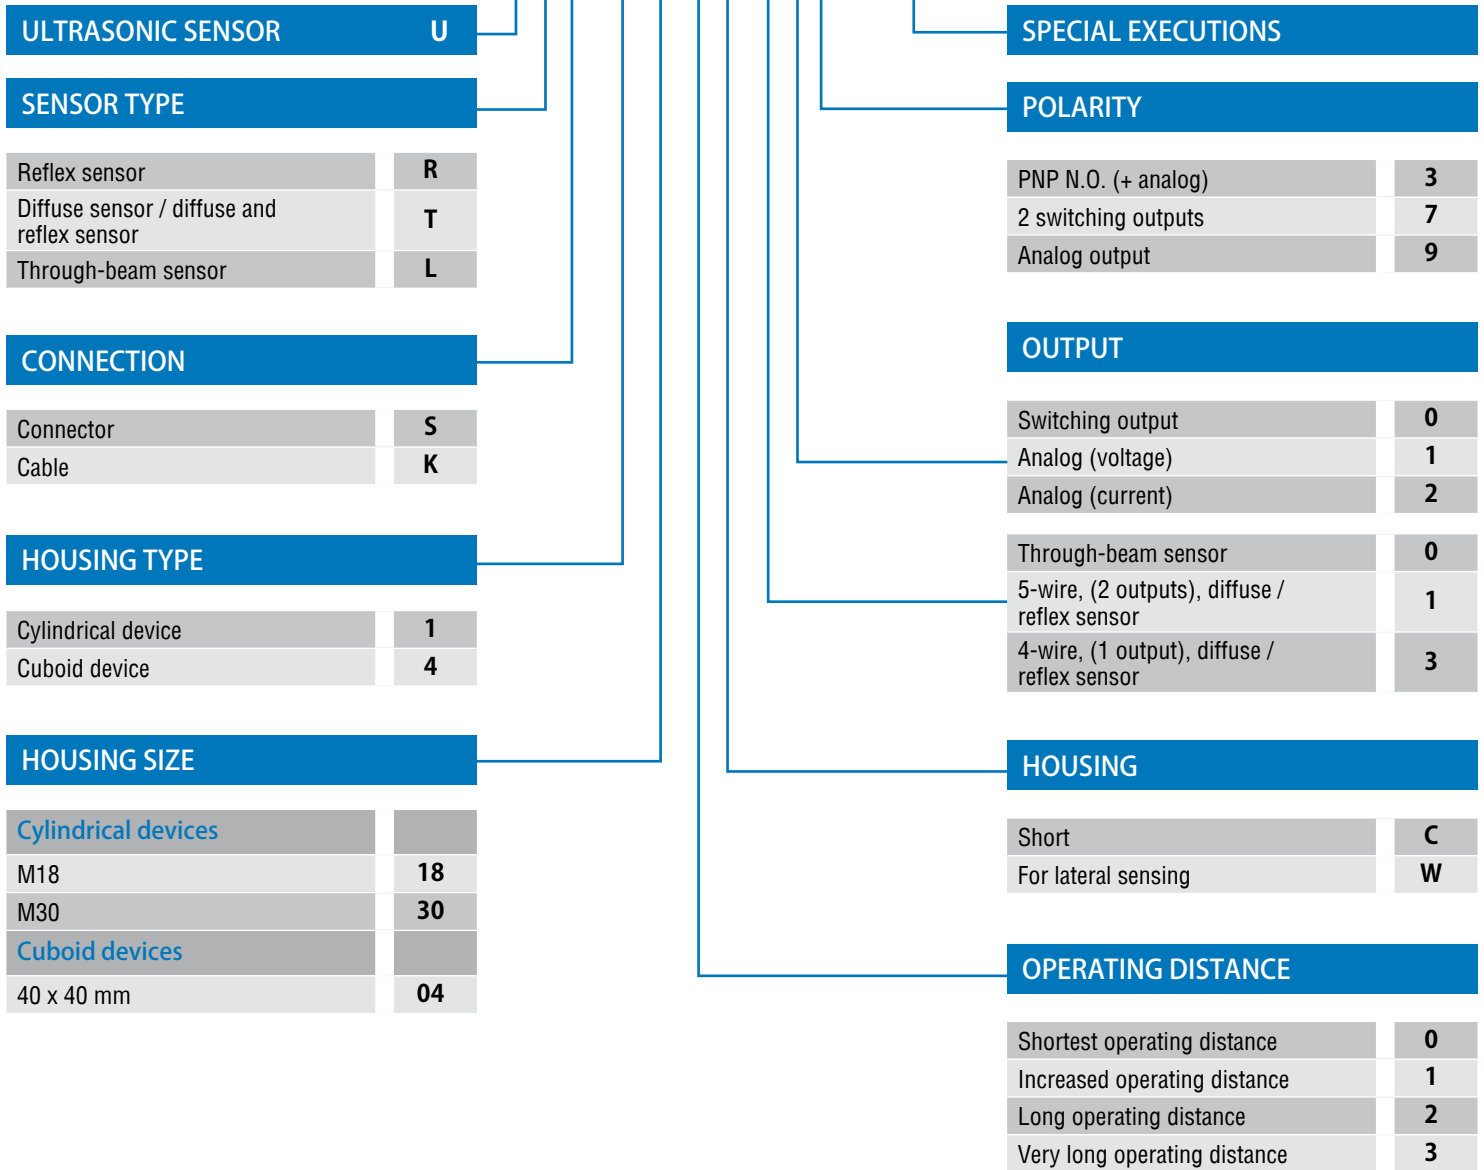 ULTRASONIC SENSOR U
SENSOR TYPE
Reflex sensor R
Diffuse sensor / diffuse and
reflex sensor T
Through-beam sensor L
CONNECTION
Connector S
Cable K
HOUSING TYPE
Cylindrical device 1
Cuboid device 4
HOUSING SIZE
Cylindrical devices
M18 18
M30 30
Cuboid devices
40 x 40 mm 04
SPECIAL EXECUTIONS
POLARITY
PNP N.O. (+ analog) 3
2 switching outputs 7
Analog output 9
OUTPUT
Switching output 0
Analog (voltage) 1
Analog (current) 2
Through-beam sensor 0
5-wire, (2 outputs), diffuse /
reflex sensor 1
4-wire, (1 output), diffuse /
reflex sensor 3
HOUSING
Short C
For lateral sensing W
OPERATING DISTANCE
Shortest operating distance 0
Increased operating distance 1
Long operating distance 2
Very long operating distance 3